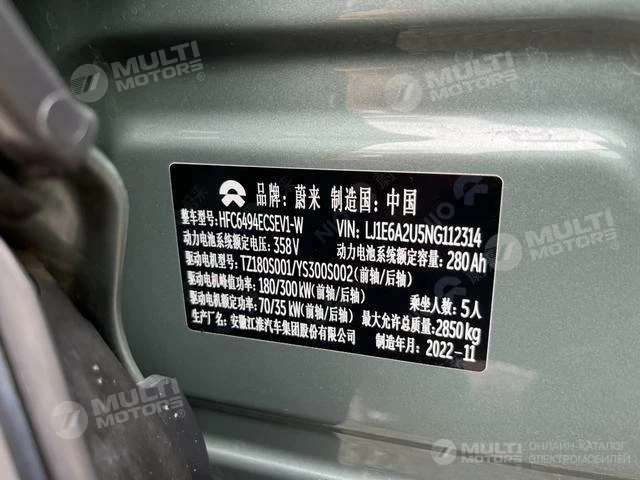 MULTI
MOTORS
MULTI
MOTORS
品牌:蔚来 制造国:中国
整车型号:HFC6494ECSEV1-W VIN:LJ1E6A2U5NG112314
动力电池系统额定电压:358V 动力电池系统额定容量:280Ah
驱动电机型号:TZ180S001/YS300S002(前轴/后轴)
驱动电机峰值功率:180/300kW(前轴/后轴) 乘坐人数:5人
驱动电机额定功率:70/35kW(前轴/后轴) 最大允许总质量:2850kg
生产厂名:安徽江淮汽车集团股份有限公司 制造年月:2022-11
MULTI
MOTORS
MULTI
MOTORS
ОНЛАЙН-КАТАЛОГ
ЭЛЕКТРОМОБИЛЕЙ